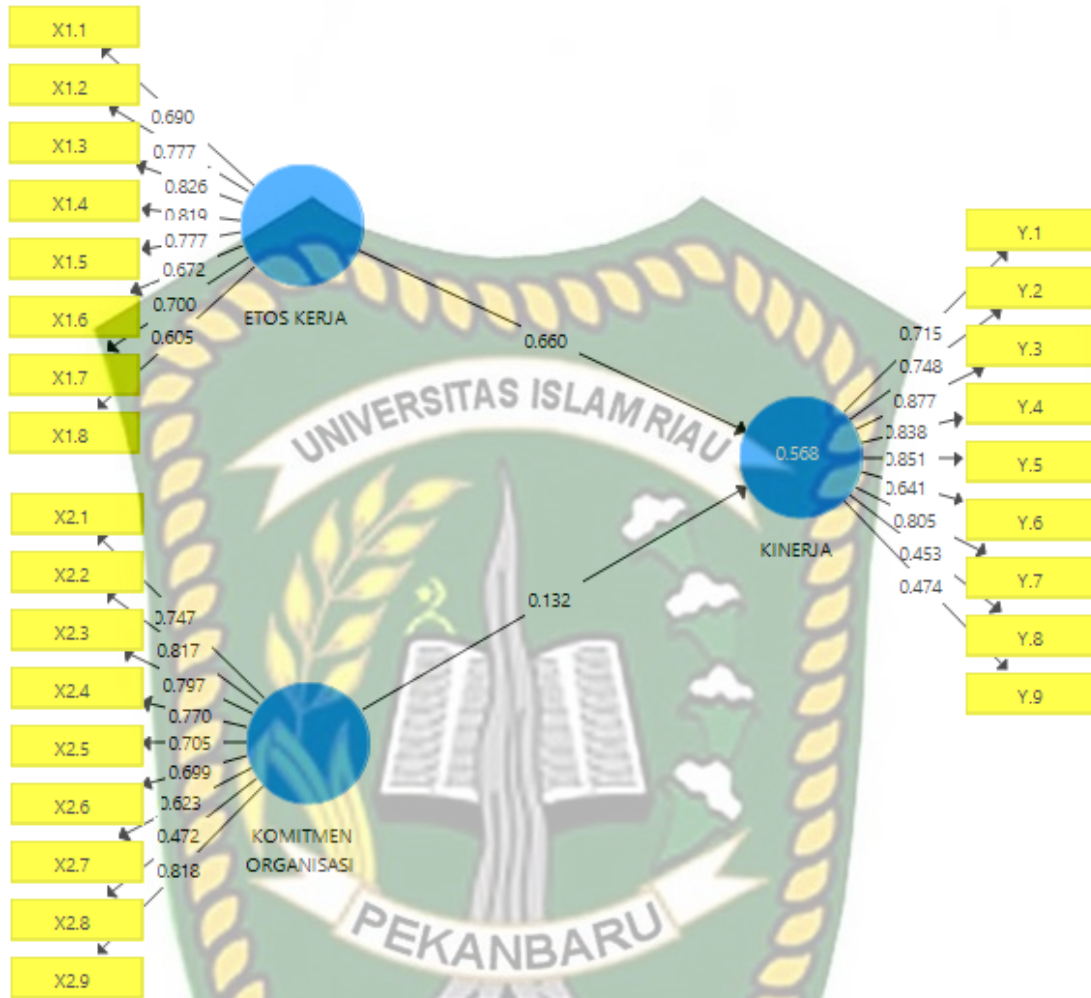 X1.1
X1.2
X1.3
X1.4
X1.5
X1.6
X1.7
X1.8
0.690
0.777
0.826
0.819
0.777
0.672
0.700
0.605
ETOS KERJA
0.660
UNIVERSITAS ISLAM RIAU
X2.1
X2.2
X2.3
X2.4
X2.5
X2.6
X2.7
X2.8
X2.9
0.747
0.817
0.797
0.770
0.705
0.699
0.623
0.472
0.818
KOMITMEN
ORGANISASI
0.132
PEKANBARU
0.568
KINERJA
0.715
0.748
0.877
0.838
0.851
0.641
0.805
0.453
0.474
Y.1
Y.2
Y.3
Y.4
Y.5
Y.6
Y.7
Y.8
Y.9